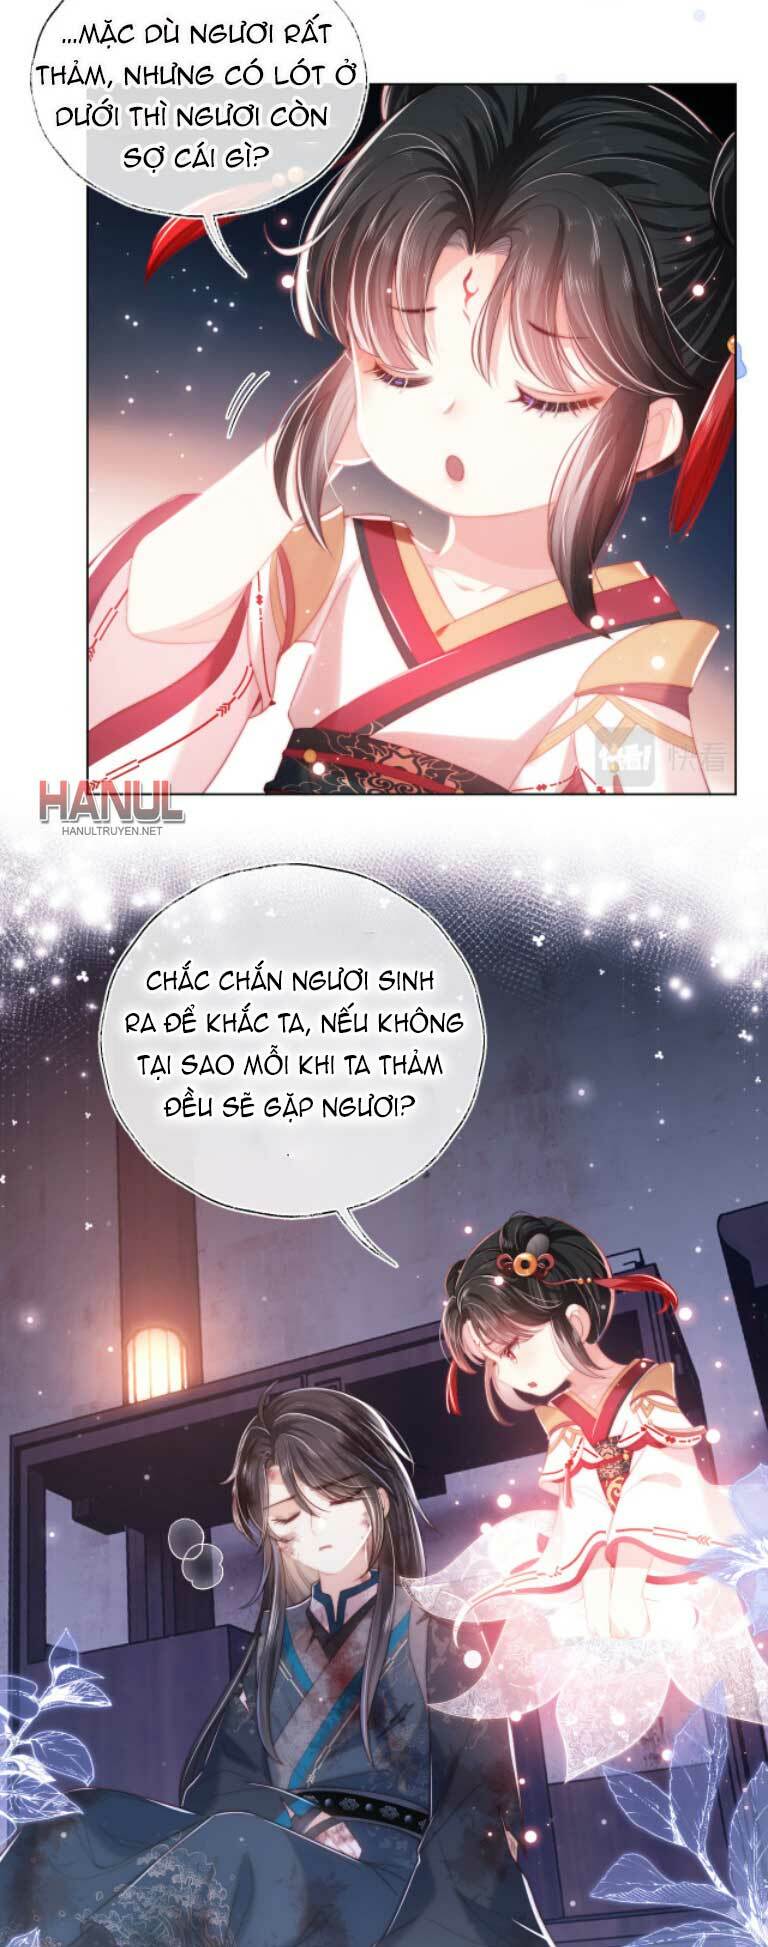 ...MẶC DÙ NGƯƠI RẤT
THẢM, NHƯNG CÓ LÓT Ở
DƯỚI THÌ NGƯƠI CÒN
SỢ CÁI GÌ?
快看! 快看
HANUL
HANULTRUYEN.NET
CHẮC CHẮN NGƯƠI SINH
RA ĐỂ KHẮC TA, NẾU KHÔNG
TẠI SAO MỖI KHI TA THẢM
ĐỀU SẼ GẶP NGƯƠI?